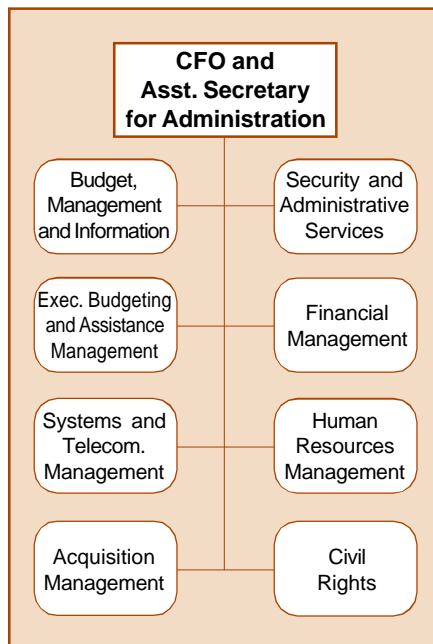 CFO and
Asst. Secretary
for Administration
Budget,
Management
and Information
Security and
Administrative
Services
Exec. Budgeting
and Assistance
Management
Financial
Management
Systems and
Telecom.
Management
Human
Resources
Management
Acquisition
Management
Civil
Rights